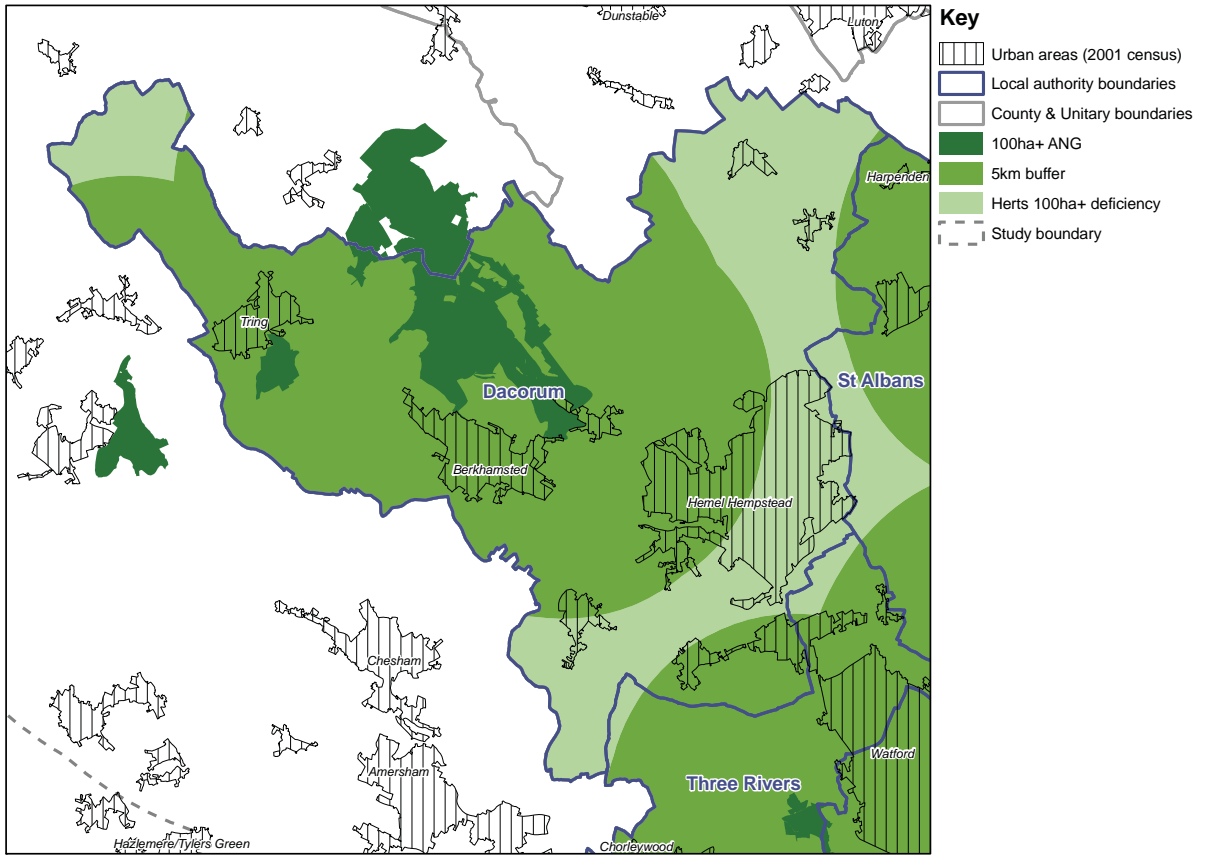 Dunstable
Luton
Key
Urban areas (2001 census)
Local authority boundaries
County & Unitary boundaries
100ha+ ANG
5km buffer
Herts 100ha+ deficiency
Study boundary
Harpenden
Tring
Dacorum
St Albans
Berkhamsted
Hemel Hempstead
Chesham
Amersham
Watford
Three Rivers
Hazlemere/Tylers Green
Chorleywood